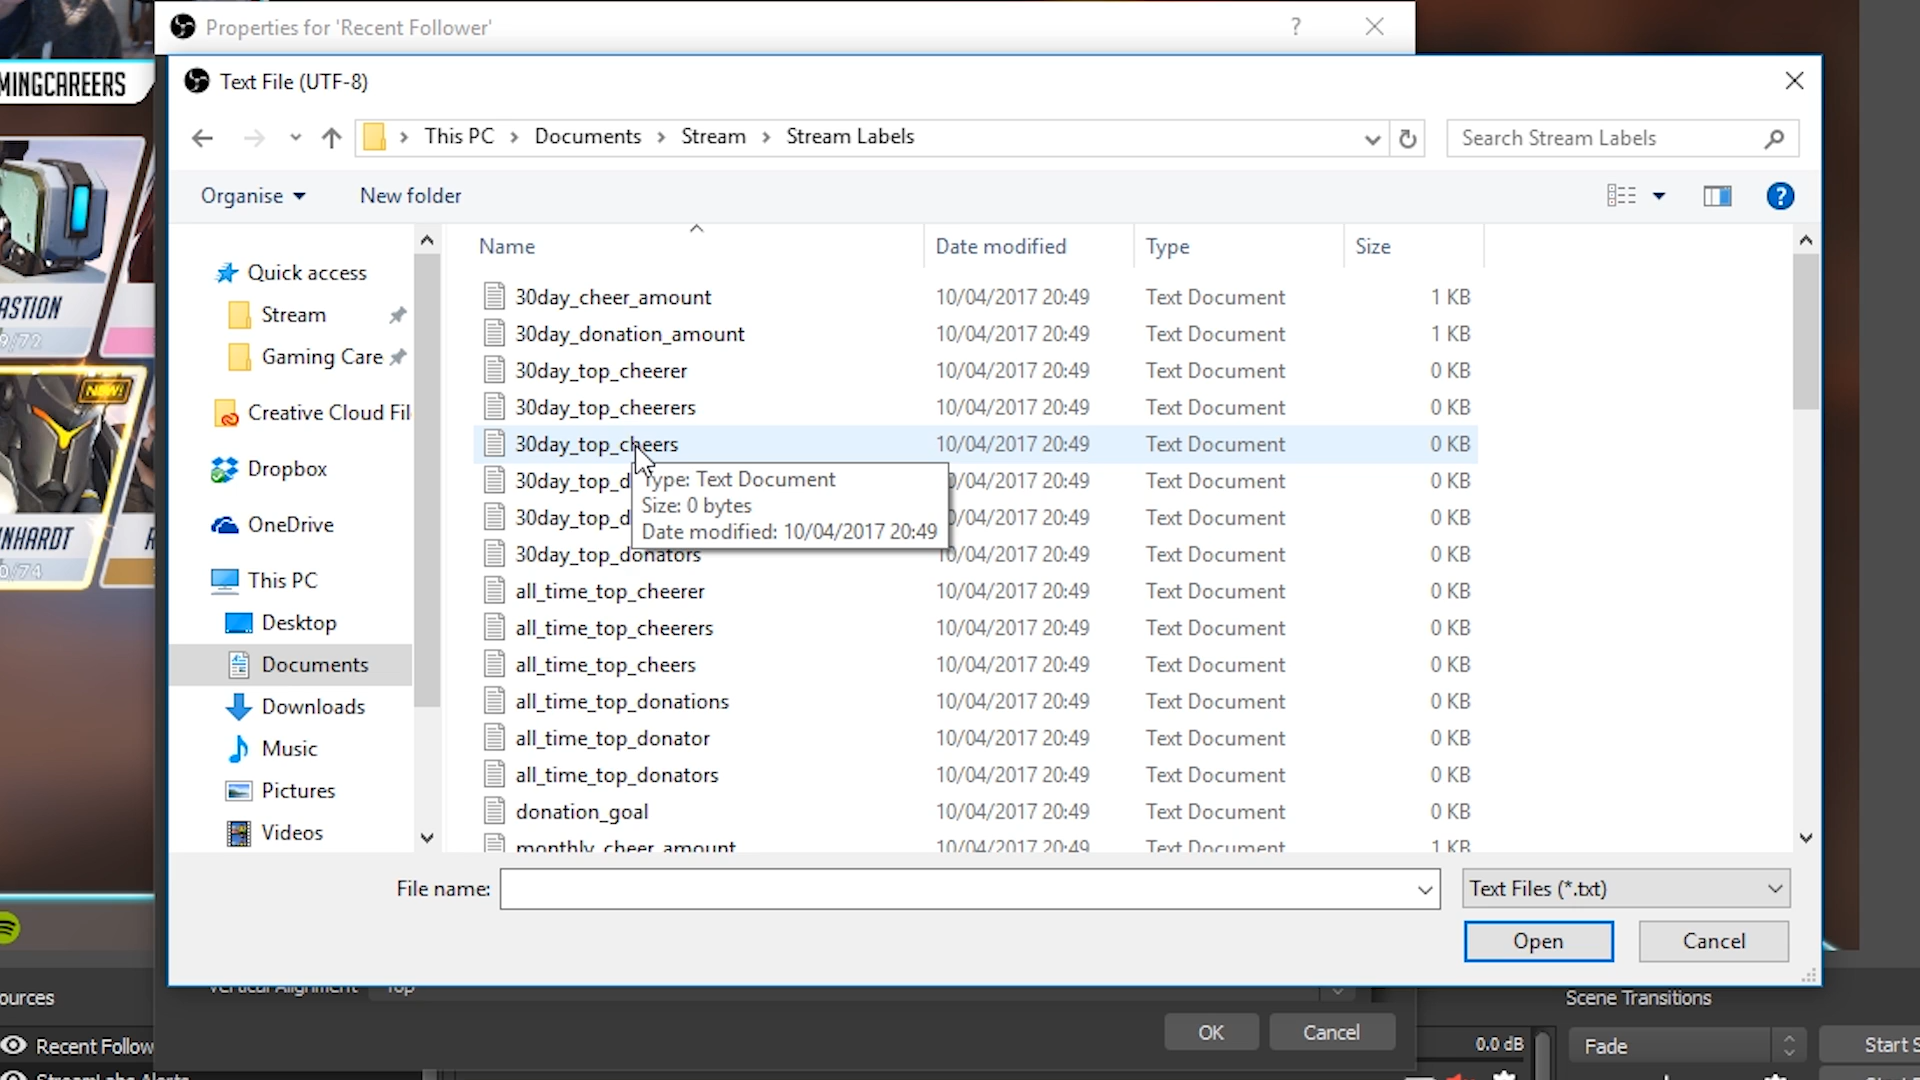 Properties for 'Recent Follower'
?
Text File (UTF-8)
MINGCAREERS
This PC > Documents > Stream > Stream Labels
Search Stream Labels
Organise
New folder
?
Name
Date modified
Type
Size
Quick access
Stream
Gaming Care
Creative Cloud Fil
Dropbox
OneDrive
This PC
Desktop
Documents
Downloads
Music
Pictures
Videos
30day_cheer_amount 10/04/2017 20:49 Text Document 1 KB
30day_donation_amount 10/04/2017 20:49 Text Document 1 KB
30day_top_cheerer 10/04/2017 20:49 Text Document 0 KB
30day_top_cheerers 10/04/2017 20:49 Text Document 0 KB
30day_top_cheers 10/04/2017 20:49 Text Document 0 KB
30day_top_d 0/04/2017 20:49 Text Document 0 KB
30day_top_d 0/04/2017 20:49 Text Document 0 KB
30day_top_donators 10/04/2017 20:49 Text Document 0 KB
all_time_top_cheerer 10/04/2017 20:49 Text Document 0 KB
all_time_top_cheerers 10/04/2017 20:49 Text Document 0 KB
all_time_top_cheers 10/04/2017 20:49 Text Document 0 KB
all_time_top_donations 10/04/2017 20:49 Text Document 0 KB
all_time_top_donator 10/04/2017 20:49 Text Document 0 KB
all_time_top_donators 10/04/2017 20:49 Text Document 0 KB
donation_goal 10/04/2017 20:49 Text Document 0 KB
monthly_cheer_amount 10/04/2017 20:49 Text Document 1 KB
Type: Text Document
Size: 0 bytes
Date modified: 10/04/2017 20:49
ASTION
9/72
NEW!
NHARDT
0/74
R
File name:
Text Files (*.txt)
Open
Cancel
Vertical Alignment
Top
OK
Cancel
ources
Recent Follow
StreamLabs Alerts
0.0 dB
Scene Transitions
Fade
Start S